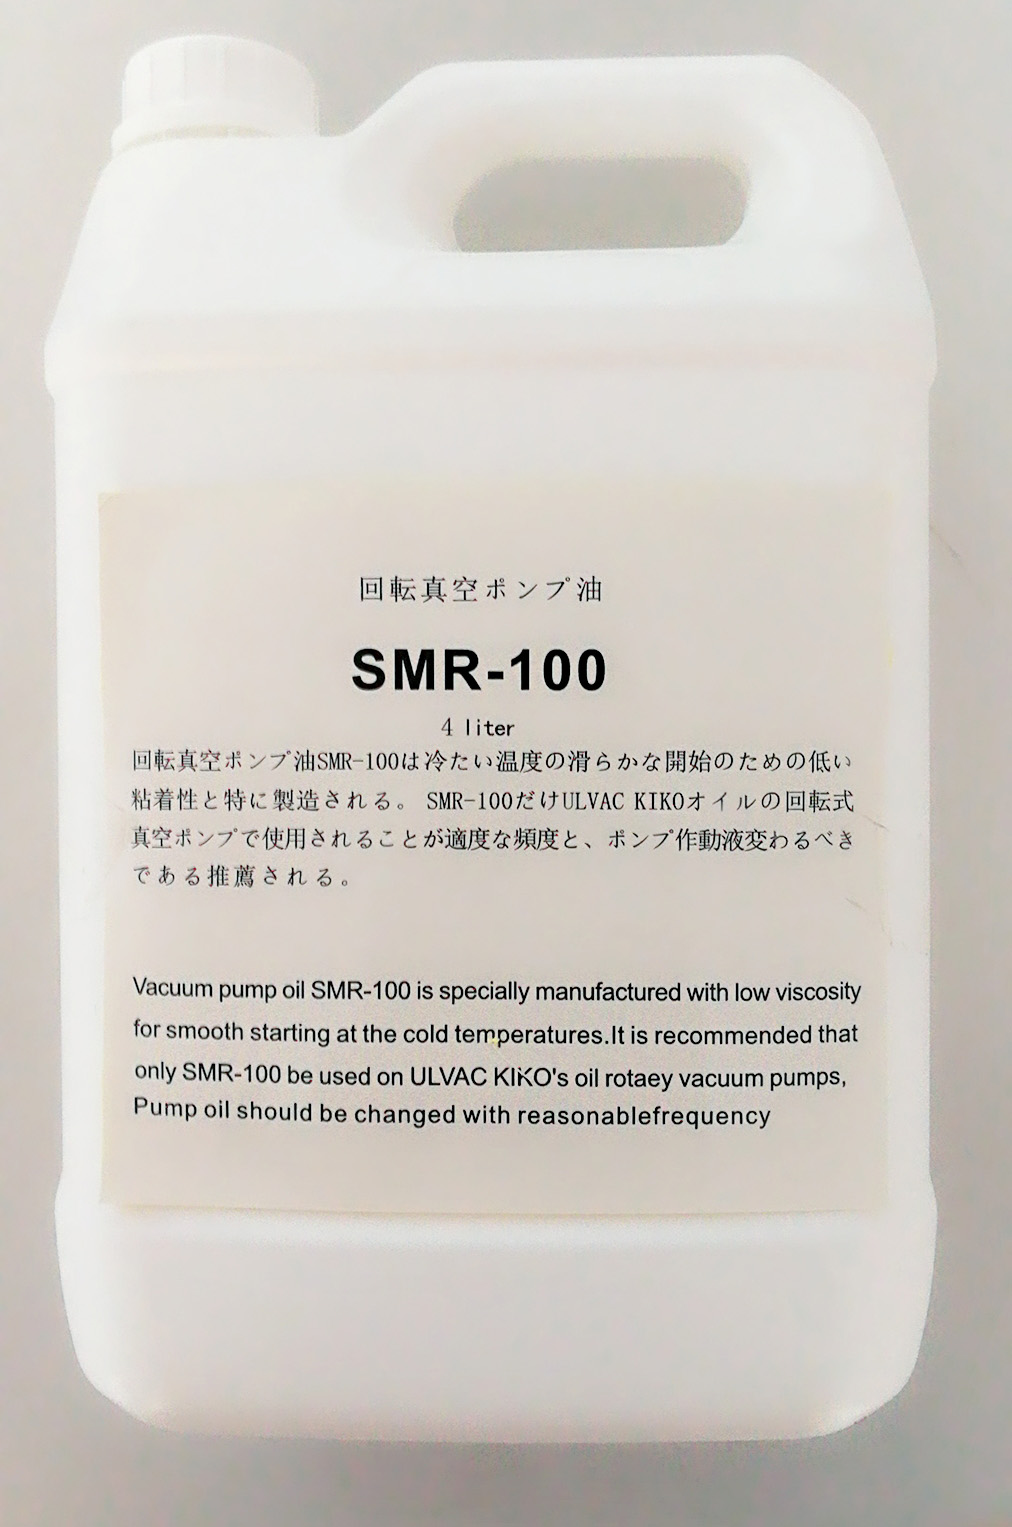 回転真空ポンプ油
SMR-100
4 liter
回転真空ポンプ油SMR-100は冷たい温度の滑らかな開始のための低い
粘着性と特に製造される。 SMR-100だけULVAC KIKOオイルの回転式
真空ポンプで使用されることが適度な頻度と、ポンプ作動液変わるべき
である推薦される。
Vacuum pump oil SMR-100 is specially manufactured with low viscosity
for smooth starting at the cold temperatures.It is recommended that
only SMR-100 be used on ULVAC KIKO's oil rotaey vacuum pumps,
Pump oil should be changed with reasonablefrequency